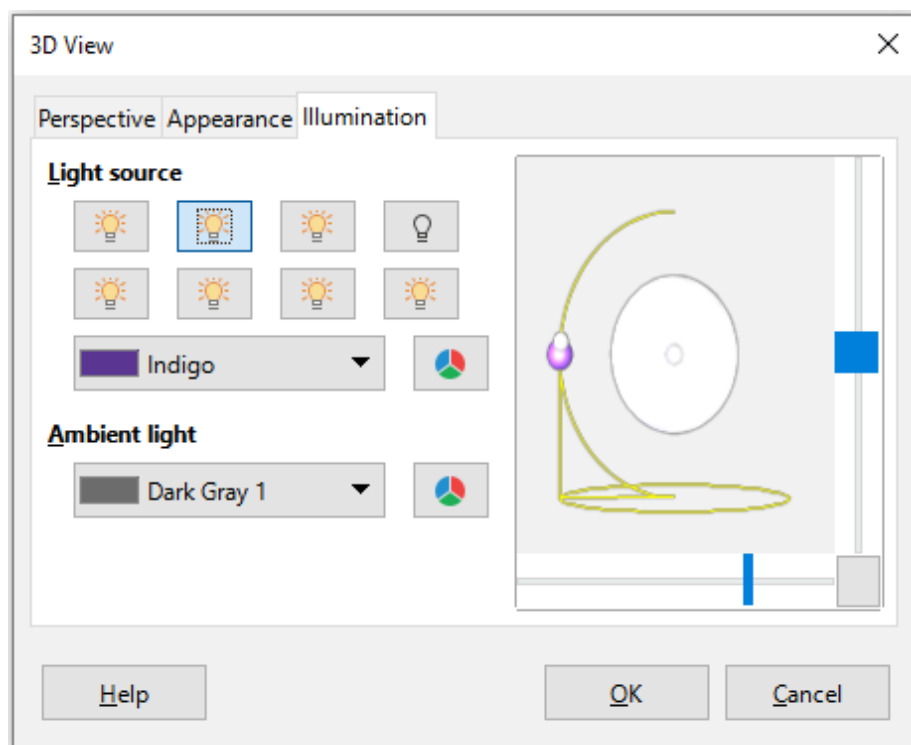 3D View
Perspective Appearance Illumination
Light source
Indigo
Ambient light
Dark Gray 1
Help OK Cancel